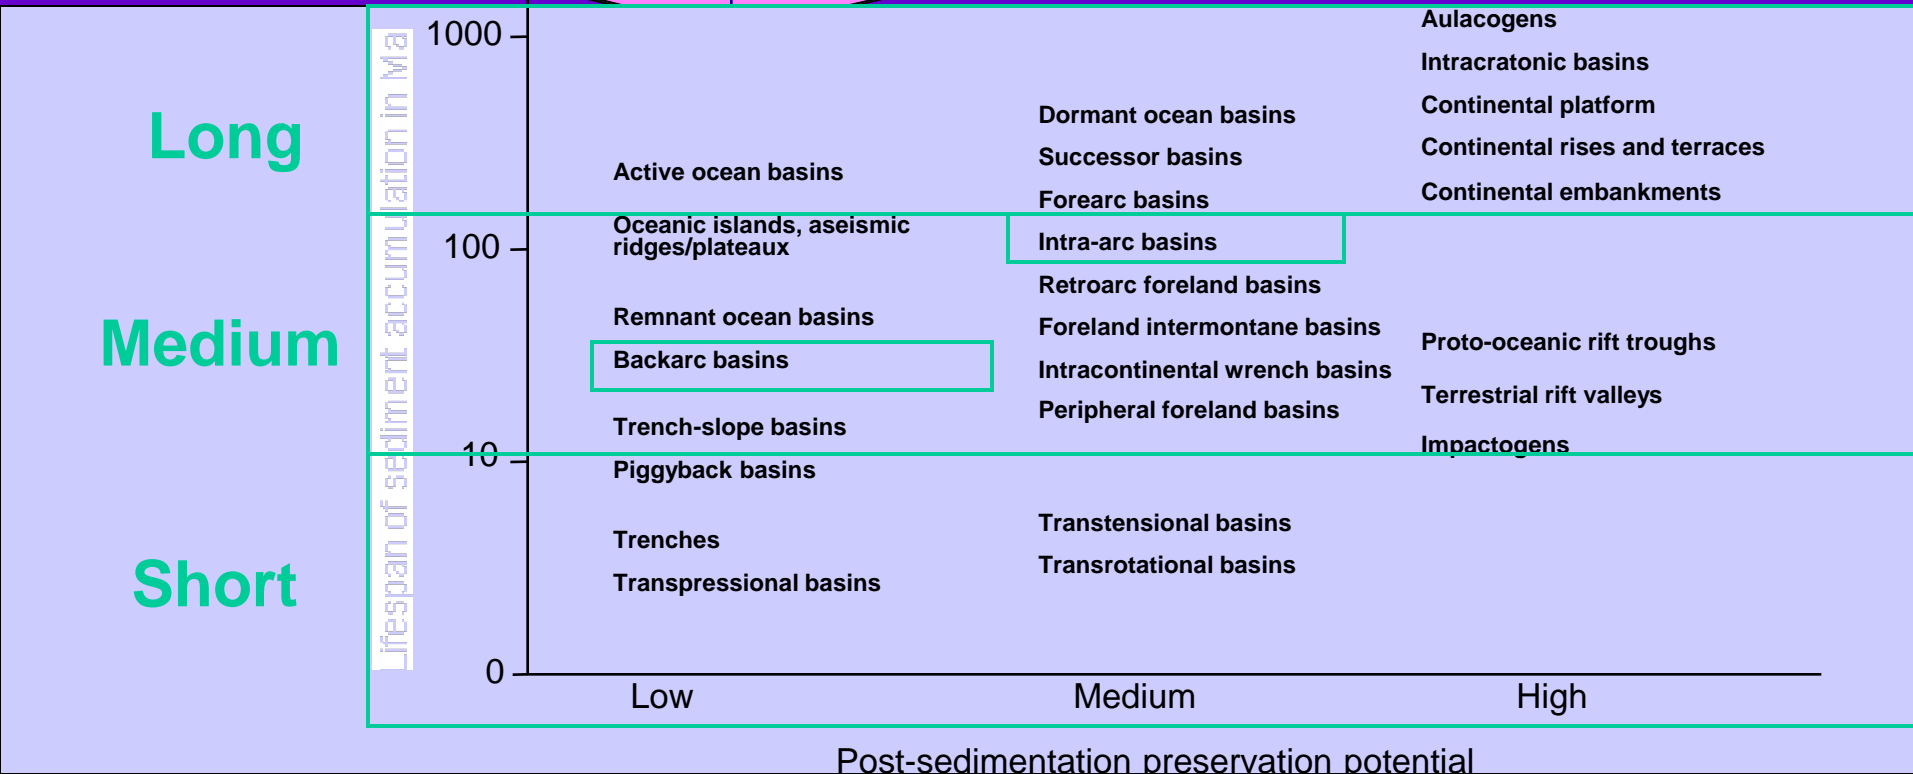 Long
Medium
Short
Lifespan of sediment accumulation in Ma
1000
100
10
0
Active ocean basins
Oceanic islands, aseismic
ridges/plateaux
Remnant ocean basins
Backarc basins
Trench-slope basins
Piggyback basins
Trenches
Transpressional basins
Dormant ocean basins
Successor basins
Forearc basins
Intra-arc basins
Retroarc foreland basins
Foreland intermontane basins
Intracontinental wrench basins
Peripheral foreland basins
Transtensional basins
Transrotational basins
Aulacogens
Intracratonic basins
Continental platform
Continental rises and terraces
Continental embankments
Proto-oceanic rift troughs
Terrestrial rift valleys
Impactogens
Low
Medium
High
Post-sedimentation preservation potential